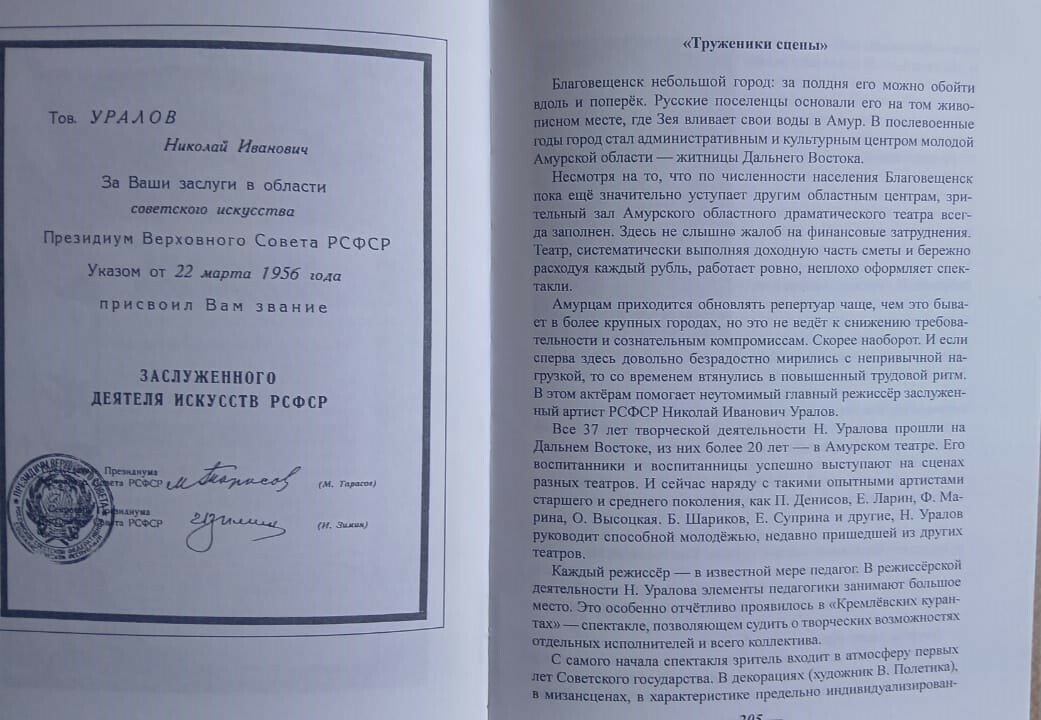 Тов. УРАЛОВ
Николай Иванович
За Ваши заслуги в области
советского искусства
Президиум Верховного Совета РСФСР
Указом от 22 марта 1956 года
присвоил Вам звание
ЗАСЛУЖЕННОГО
ДЕЯТЕЛЯ ИСКУССТВ РСФСР
Президиума
Совета РСФСР
(М. Тарасов)
Президиума
Совета РСФСР
(И. Зимин)
«Труженики сцены»
Благовещенск небольшой город: за полдня его можно обойти
вдоль и поперёк. Русские поселенцы основали его на том живо-
писном месте, где Зея вливает свои воды в Амур. В послевоенные
годы город стал административным и культурным центром молодой
Амурской области — житницы Дальнего Востока.
Несмотря на то, что по численности населения Благовещенск
пока ещё значительно уступает другим областным центрам, зри-
тельный зал Амурского областного драматического театра всег-
да заполнен. Здесь не слышно жалоб на финансовые затруднения.
Театр, систематически выполняя доходную часть сметы и бережно
расходуя каждый рубль, работает ровно, неплохо оформляет спек-
такли.
Амурцам приходится обновлять репертуар чаще, чем это быва-
ет в более крупных городах, но это не ведёт к снижению требова-
тельности и сознательным компромиссам. Скорее наоборот. И если
сперва здесь довольно безрадостно мирились с непривычной на-
грузкой, то со временем втянулись в повышенный трудовой ритм.
В этом актёрам помогает неутомимый главный режиссёр заслужен-
ный артист РСФСР Николай Иванович Уралов.
Все 37 лет творческой деятельности Н. Уралова прошли на
Дальнем Востоке, из них более 20 лет — в Амурском театре. Его
воспитанники и воспитанницы успешно выступают на сценах
разных театров. И сейчас наряду с такими опытными артистами
старшего и среднего поколения, как П. Денисов, Е. Ларин, Ф. Ма-
рина, О. Высоцкая. Б. Шариков, Е. Суприна и другие, Н. Уралов
руководит способной молодёжью, недавно пришедшей из других
театров.
Каждый режиссёр — в известной мере педагог. В режиссёрской
деятельности Н. Уралова элементы педагогики занимают большое
место. Это особенно отчётливо проявилось в «Кремлёвских куран-
тах» — спектакле, позволяющем судить о творческих возможностях
отдельных исполнителей и всего коллектива.
С самого начала спектакля зритель входит в атмосферу первых
лет Советского государства. В декорациях (художник В. Полетика),
в мизансценах, в характеристике предельно индивидуализирован-
205 —